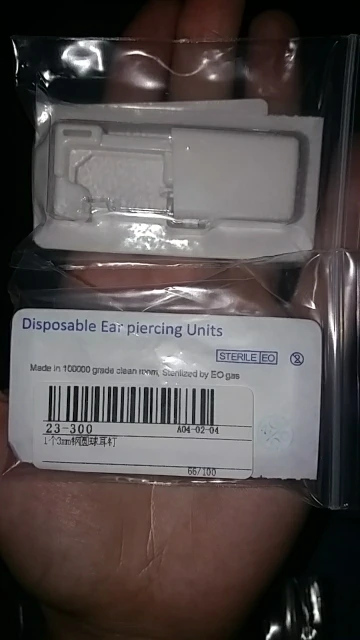 Disposable Ear piercing Units
STERILE EO
Made in 100000 grade clean room, Sterilized by EO gas
23-300 A04-02-04
1个3mm钢圆球耳钉
66/100